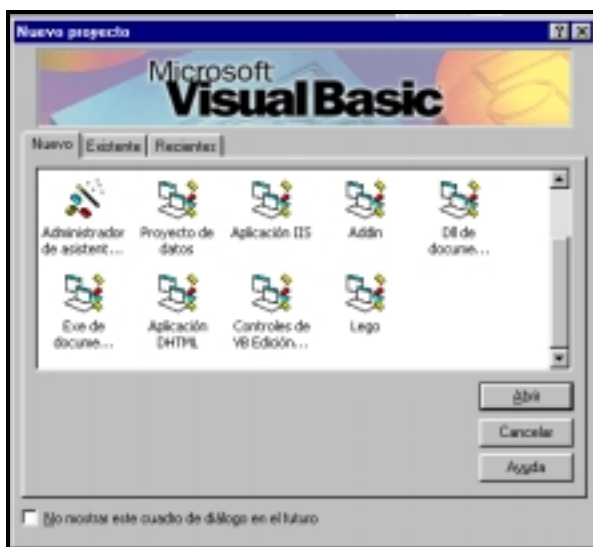 Nuevo proyecto
Microsoft
Visual Basic
Nuevo Existente Recientes
Administrador de asistent...
Proyecto de datos
Aplicación IIS
Addin
Dll de docume...
Exe de docume...
Aplicación DHTML
Controles de VB Edición...
Lego
Abrir
Cancelar
Ayuda
No mostrar este cuadro de diálogo en el futuro